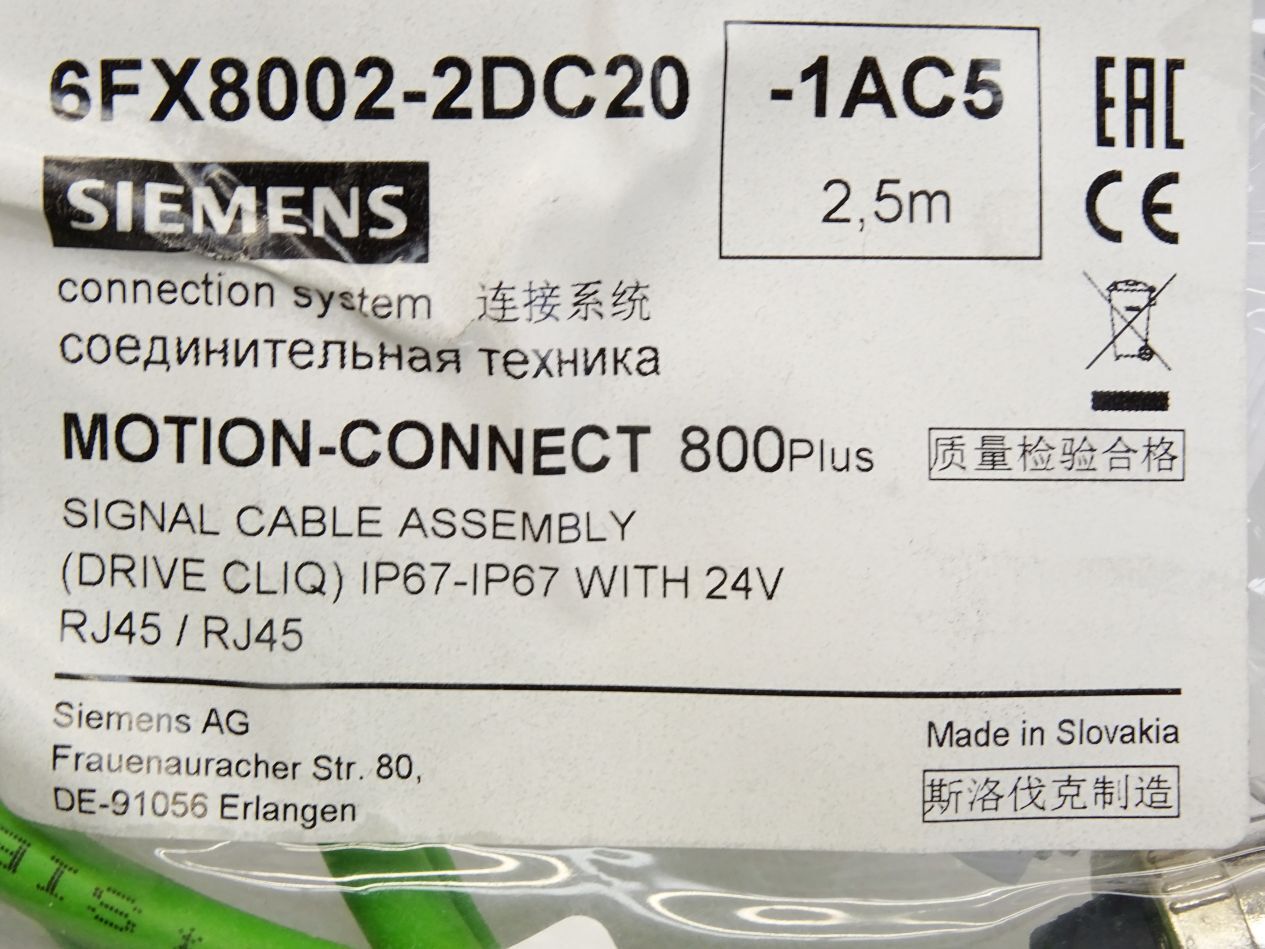 6FX8002-2DC20
-1AC5
2,5m
EAC
CE
SIEMENS
connection system 连接系统
соединительная техника
MOTION-CONNECT 800Plus
质量检验合格
SIGNAL CABLE ASSEMBLY
(DRIVE CLIQ) IP67-IP67 WITH 24V
RJ45 / RJ45
Siemens AG
Frauenauracher Str. 80,
DE-91056 Erlangen
Made in Slovakia
斯洛伐克制造